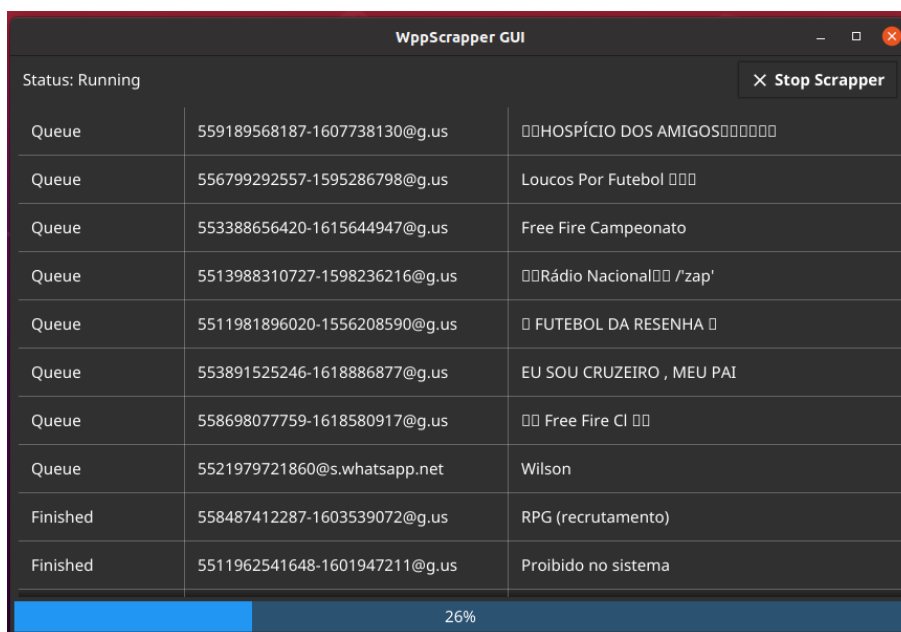 WppScrapper GUI
Status: Running
Stop Scrapper
Queue 559189568187-1607738130@g.us HOSPÍCIO DOS AMIGOS
Queue 556799292557-1595286798@g.us Loucos Por Futebol
Queue 553388656420-1615644947@g.us Free Fire Campeonato
Queue 5513988310727-1598236216@g.us Rádio Nacional /'zap'
Queue 5511981896020-1556208590@g.us FUTEBOL DA RESENHA
Queue 553891525246-1618886877@g.us EU SOU CRUZEIRO , MEU PAI
Queue 558698077759-1618580917@g.us Free Fire Cl
Queue 5521979721860@s.whatsapp.net Wilson
Finished 558487412287-1603539072@g.us RPG (recrutamento)
Finished 5511962541648-1601947211@g.us Proibido no sistema
26%